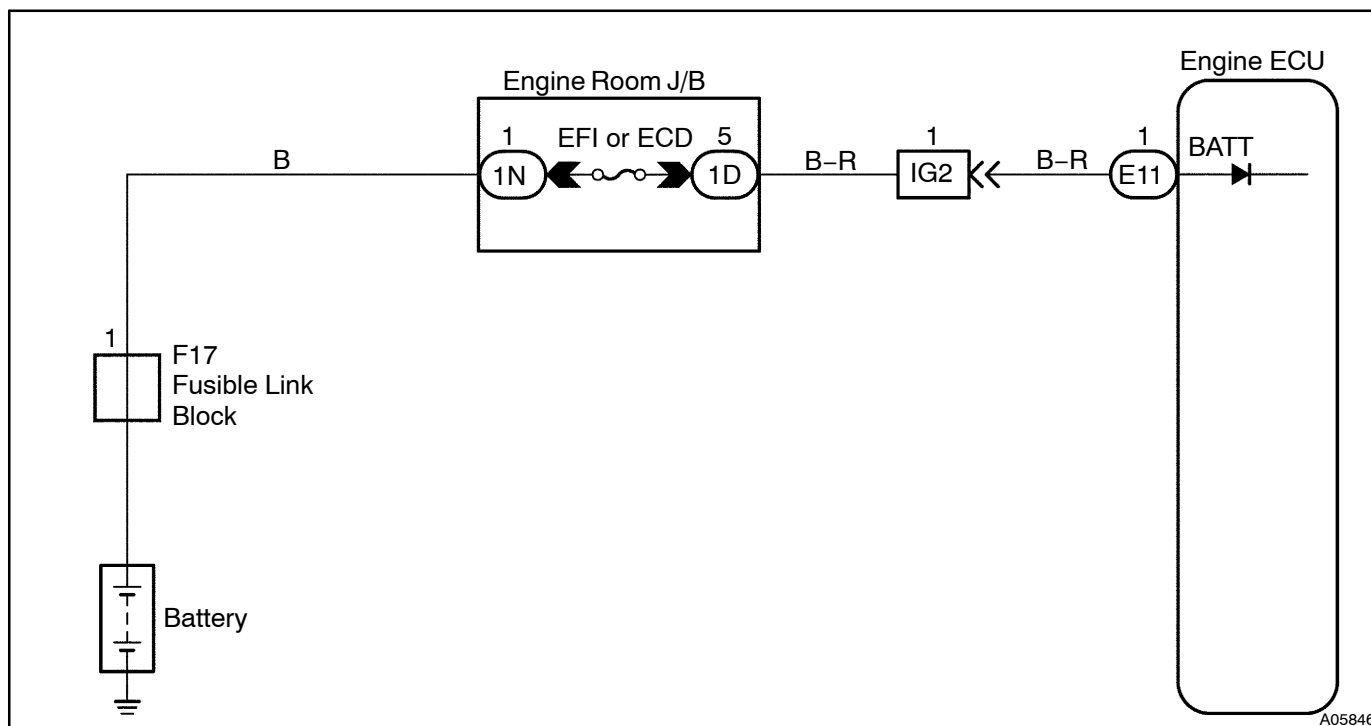 Engine ECU
Engine Room J/B
1 EFI or ECD 5 1 1 BATT
B 1N 1D B–R IG2 B–R E11
1
F17
Fusible Link
Block
Battery